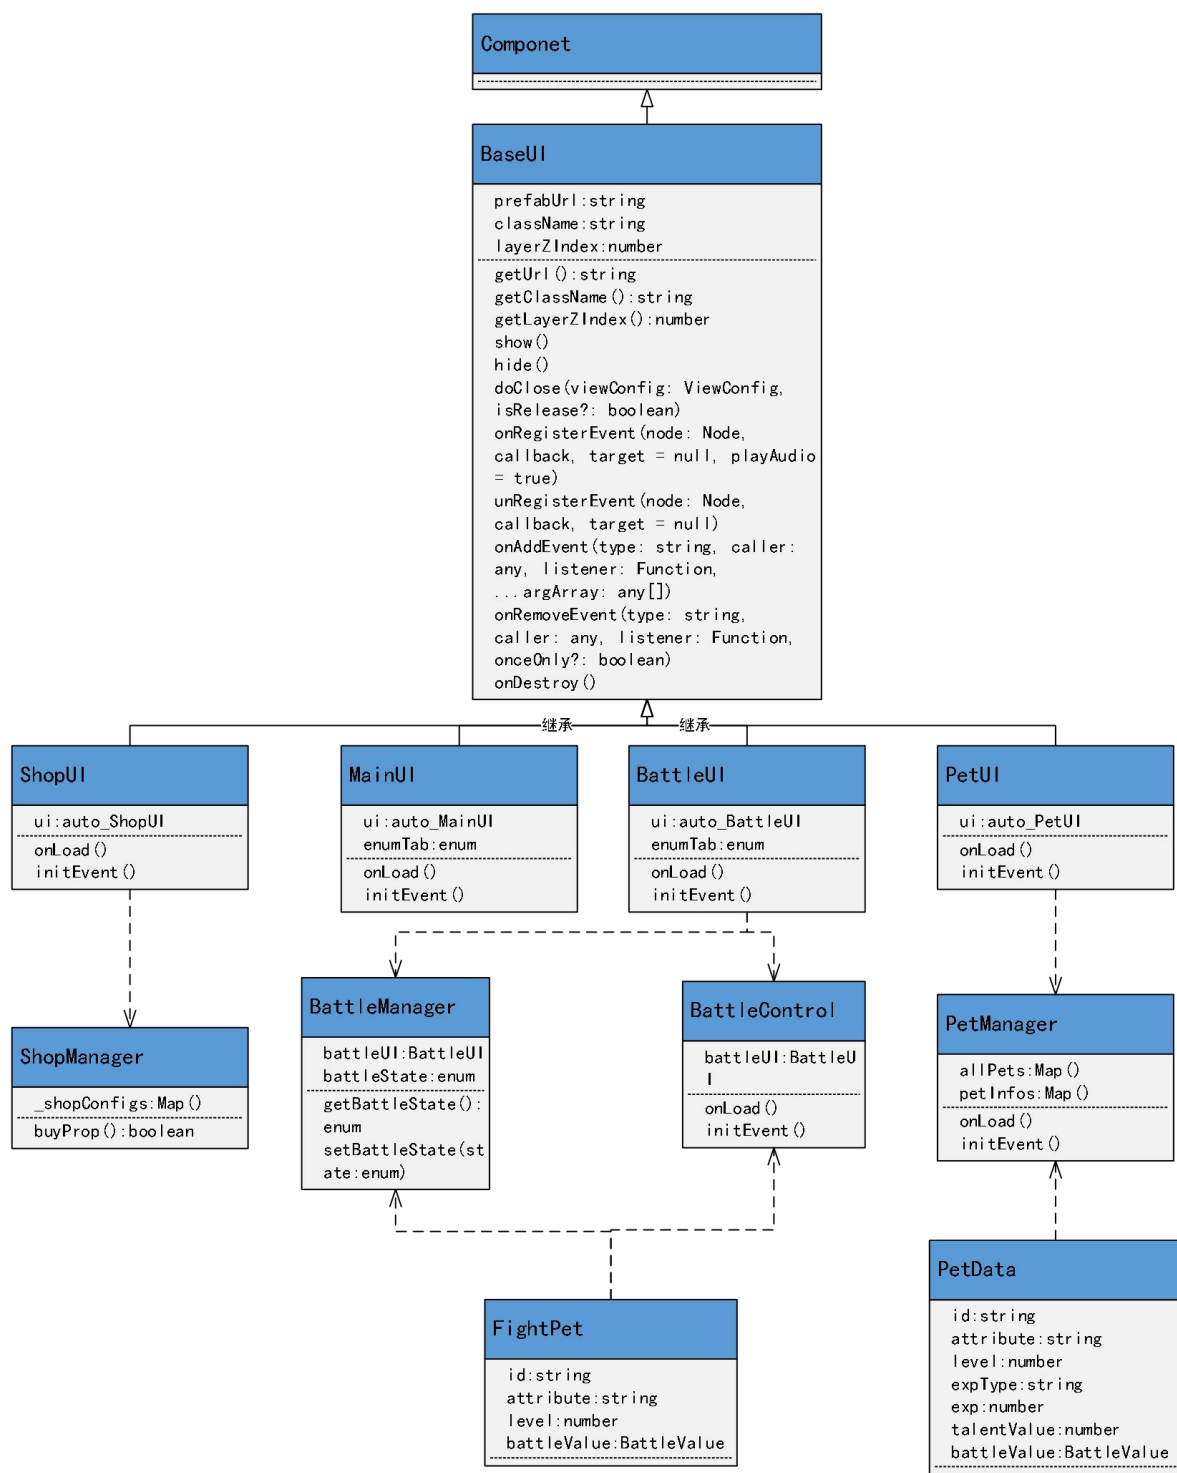 Componet
BaseUI
prefabUrl:string
className:string
layerZIndex:number
getUrl():string
getClassName():string
getLayerZIndex():number
show()
hide()
doClose(viewConfig: ViewConfig,
isRelease?: boolean)
onRegisterEvent(node: Node,
callback, target = null, playAudio
= true)
unRegisterEvent(node: Node,
callback, target = null)
onAddEvent(type: string, caller:
any, listener: Function,
...argArray: any[])
onRemoveEvent(type: string,
caller: any, listener: Function,
onceOnly?: boolean)
onDestroy()
继承
继承
ShopUI
ui:auto_ShopUI
onLoad()
initEvent()
MainUI
ui:auto_MainUI
enumTab:enum
onLoad()
initEvent()
BattleUI
ui:auto_BattleUI
enumTab:enum
onLoad()
initEvent()
PetUI
ui:auto_PetUI
onLoad()
initEvent()
ShopManager
_shopConfigs:Map()
buyProp():boolean
BattleManager
battleUI:BattleUI
battleState:enum
getBattleState():
enum
setBattleState(st
ate:enum)
BattleControl
battleUI:BattleU
I
onLoad()
initEvent()
PetManager
allPets:Map()
petInfos:Map()
onLoad()
initEvent()
FightPet
id:string
attribute:string
level:number
battleValue:BattleValue
PetData
id:string
attribute:string
level:number
expType:string
exp:number
talentValue:number
battleValue:BattleValue